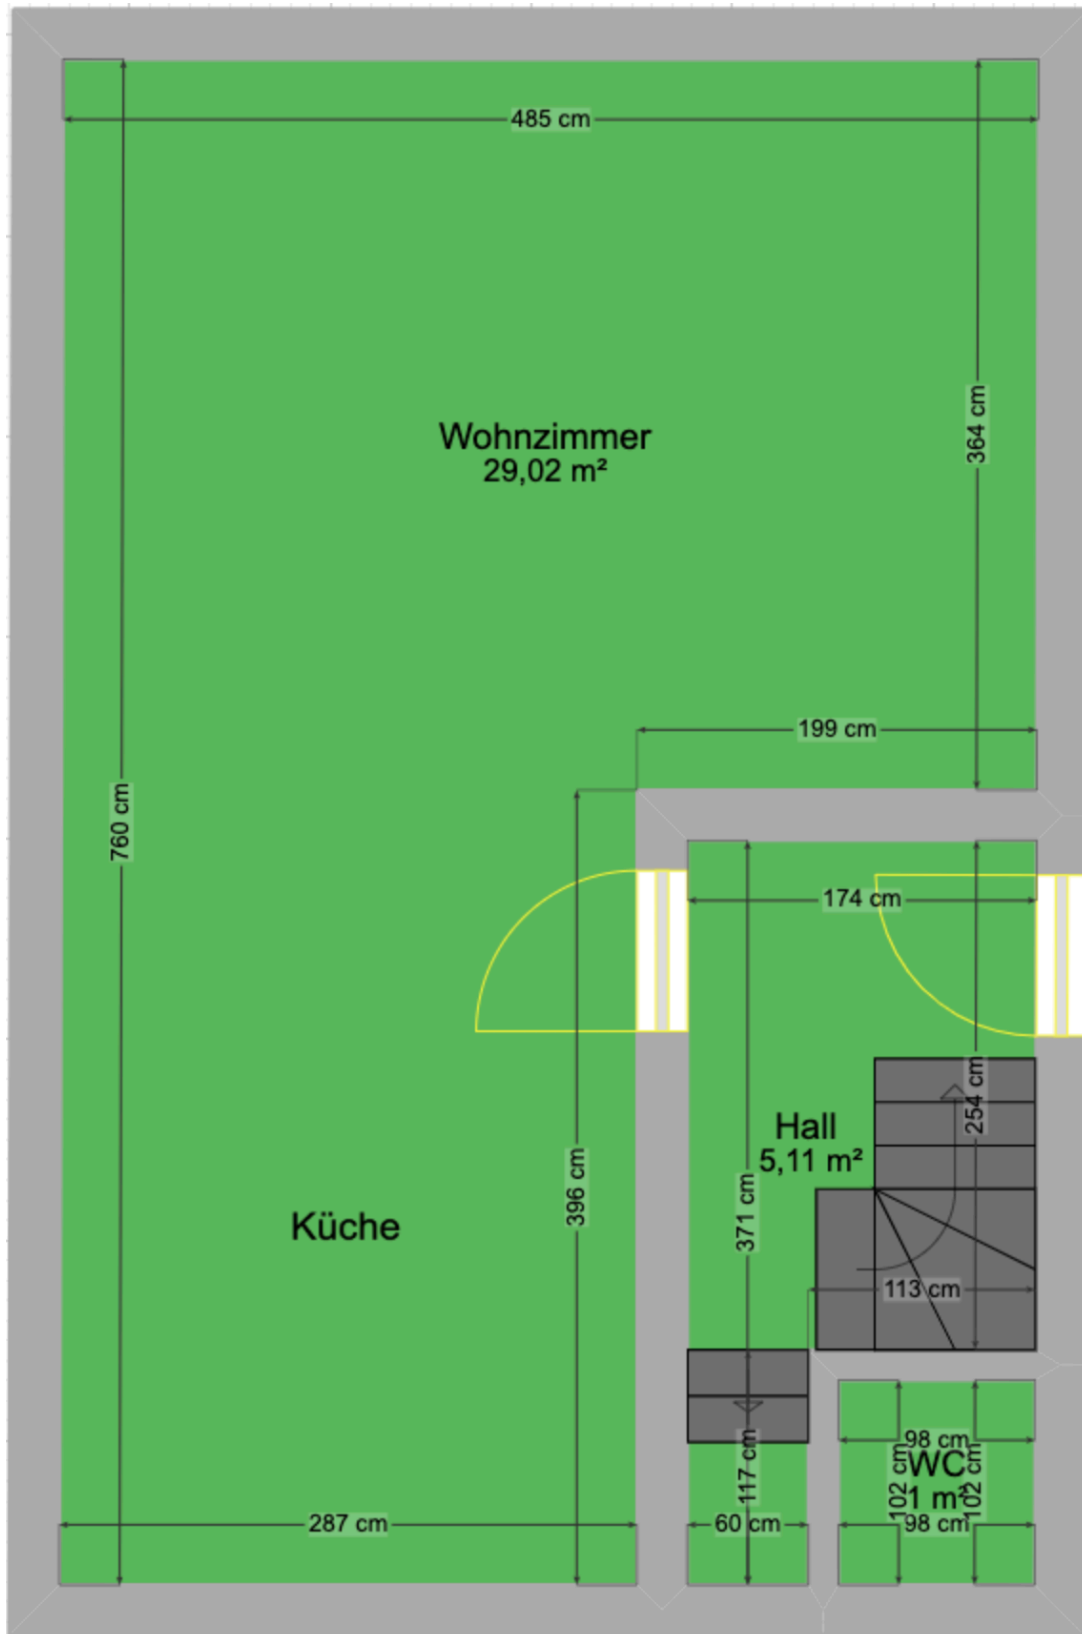 485 cm
364 cm
Wohnzimmer
29,02 m²
199 cm
760 cm
174 cm
254 cm
Hall
5,11 m²
396 cm
371 cm
Küche
113 cm
98 cm
WC
102 cm
1 m²
102 cm
117 cm
287 cm
60 cm
98 cm